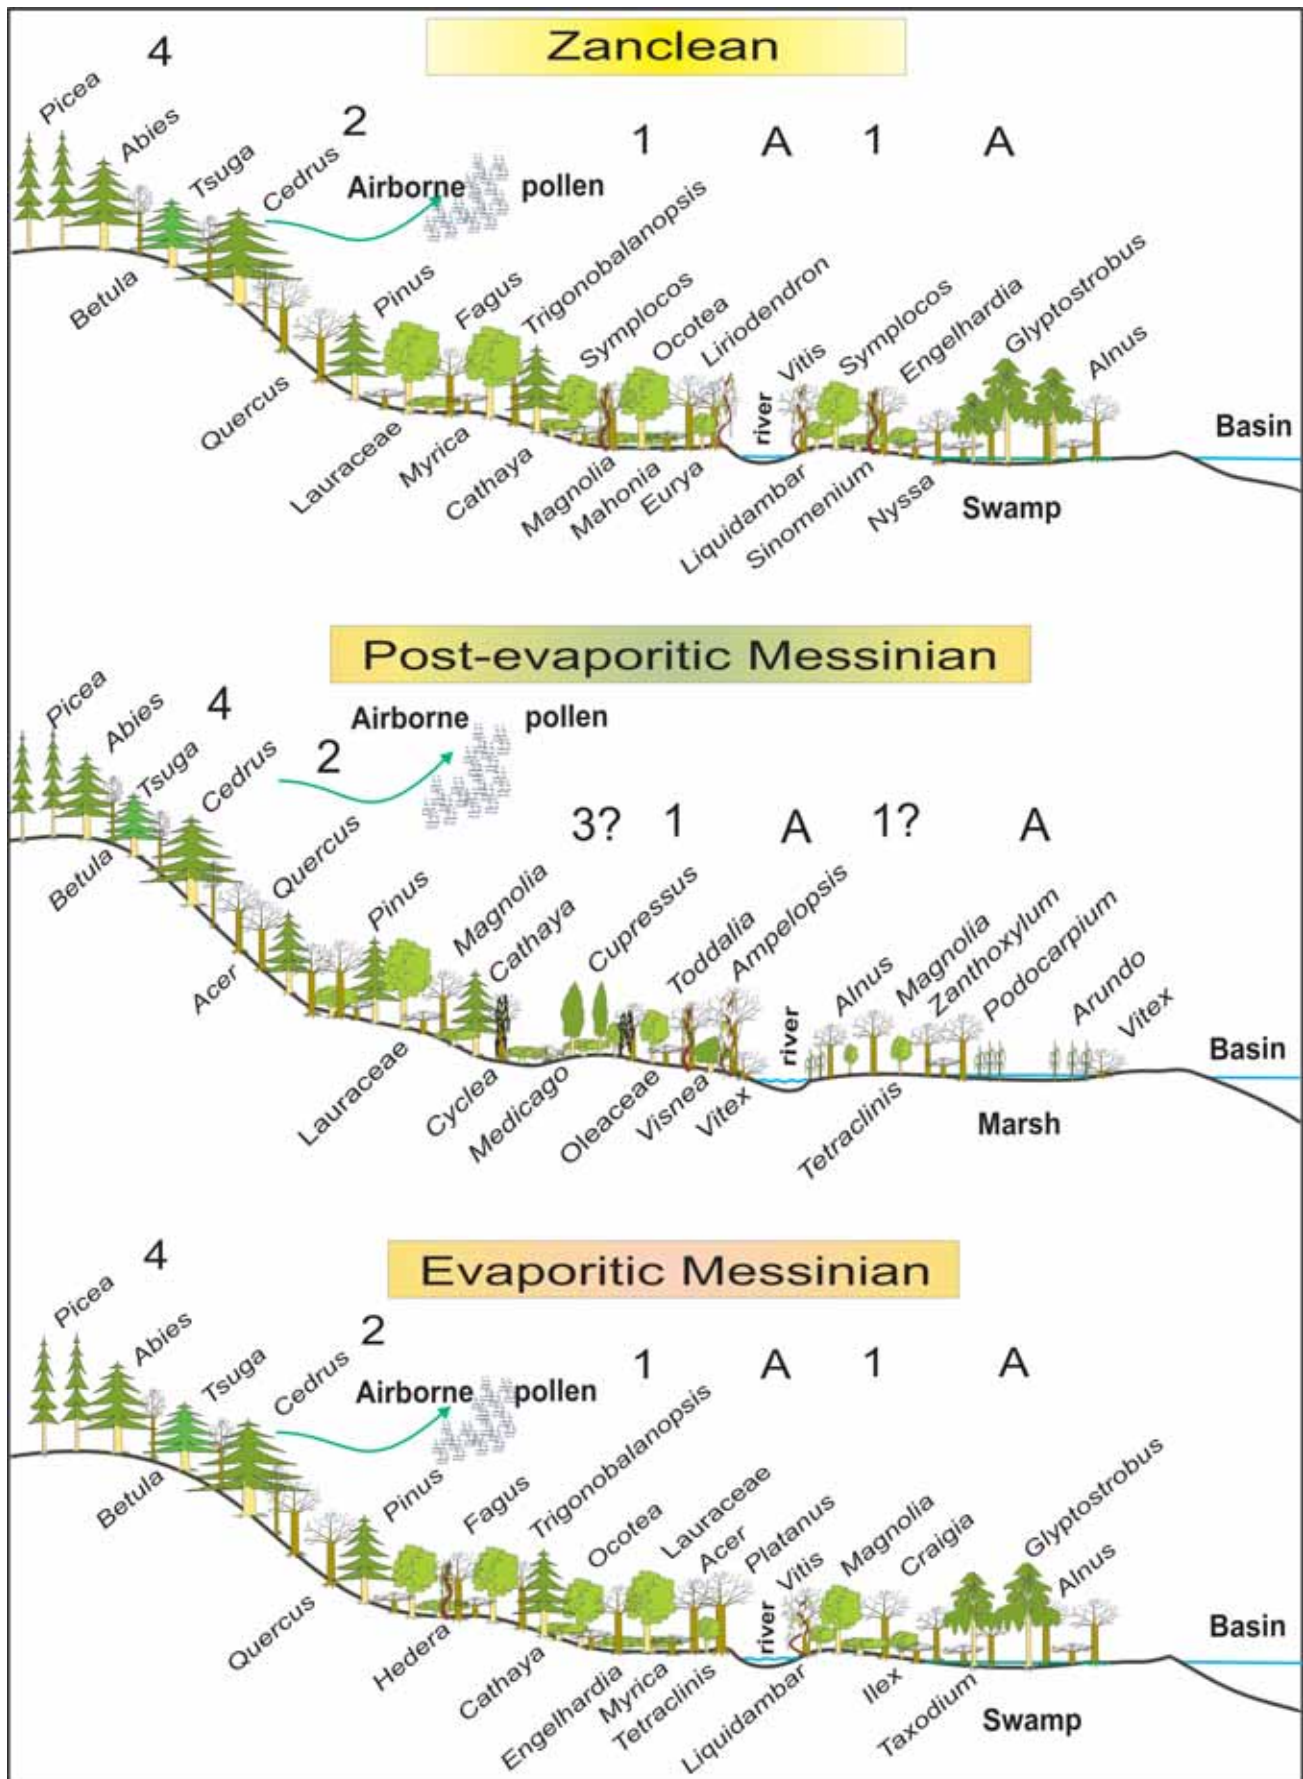 Zanclean
4
2
1
A
1
A
Picea
Abies
Tsuga
Cedrus
Airborne pollen
Pinus
Fagus
Trigonobalanopsis
Symplocos
Ocotea
Liriodendron
river
Vitis
Symplocos
Engelhardia
Glyptostrobus
Alnus
Basin
Betula
Quercus
Lauraceae
Myrica
Cathaya
Magnolia
Mahonia
Eurya
Liquidambar
Sinomenium
Nyssa
Swamp
Post-evaporitic Messinian
4
2
3?
1
A
1?
A
Picea
Abies
Tsuga
Cedrus
Airborne pollen
Quercus
Pinus
Magnolia
Cathaya
Cupressus
Toddalia
Ampelopsis
river
Alnus
Magnolia
Zanthoxylum
Podocarpium
Arundo
Vitex
Basin
Betula
Acer
Lauraceae
Cyclea
Medicago
Oleaceae
Visnea
Vitex
Tetraclinis
Marsh
Evaporitic Messinian
4
2
1
A
1
A
Picea
Abies
Tsuga
Cedrus
Airborne pollen
Pinus
Fagus
Trigonobalanopsis
Ocotea
Lauraceae
Acer
Platanus
river
Vitis
Magnolia
Craigia
Glyptostrobus
Alnus
Basin
Betula
Quercus
Hedera
Cathaya
Engelhardia
Myrica
Tetraclinis
Liquidambar
Ilex
Taxodium
Swamp